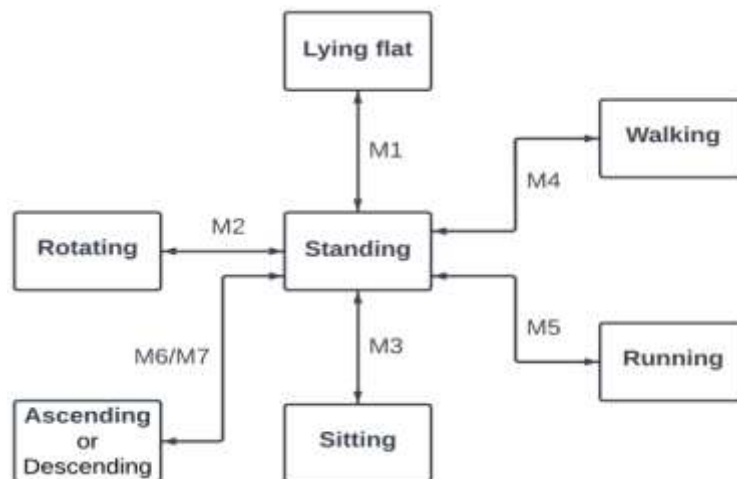 Lying flat
Walking
M1
M4
M2
Rotating
Standing
M6/M7
M3
M5
Running
Ascending
or
Descending
Sitting